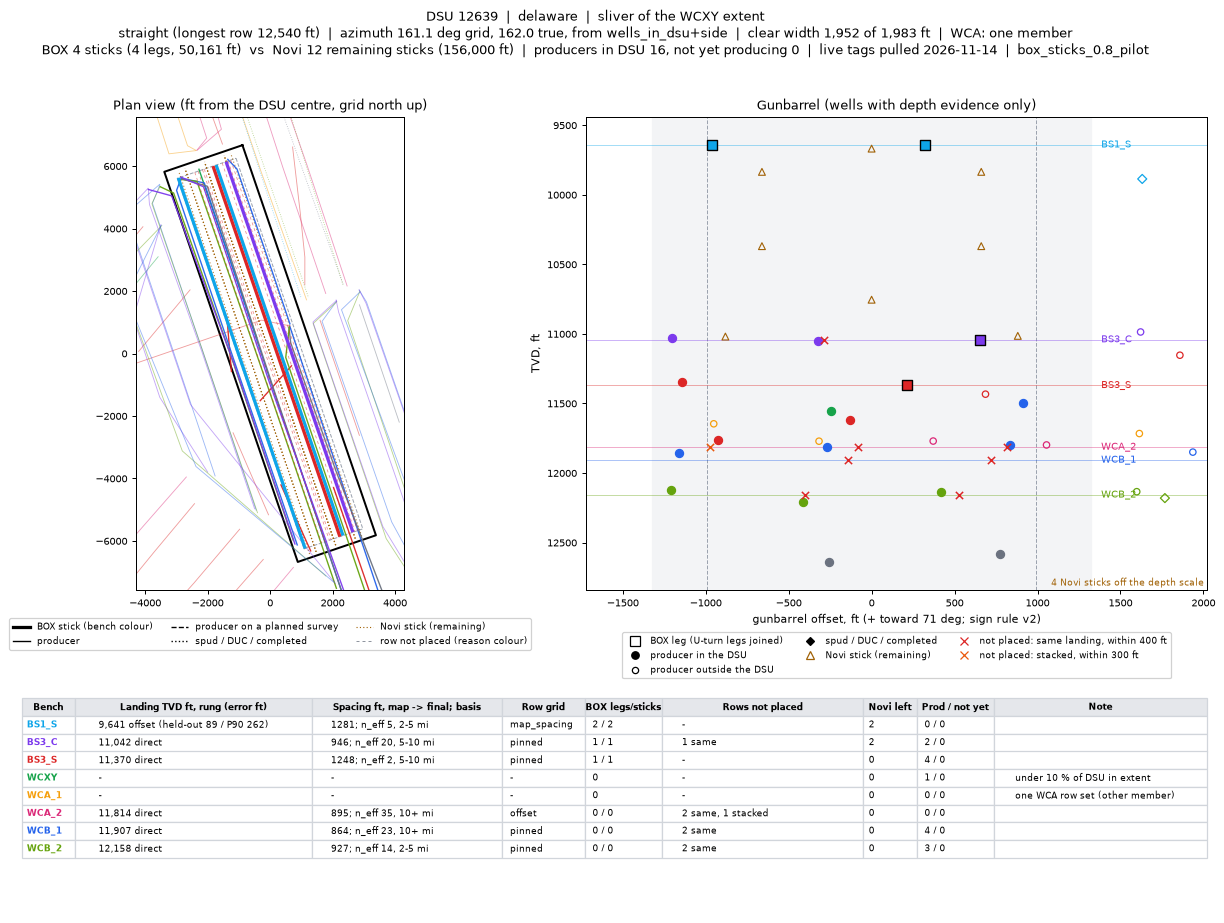 DSU 12639 | delaware | sliver of the WCXY extent
straight (longest row 12,540 ft) | azimuth 161.1 deg grid, 162.0 true, from wells_in_dsu+side | clear width 1,952 of 1,983 ft | WCA: one member
BOX 4 sticks (4 legs, 50,161 ft) vs Novi 12 remaining sticks (156,000 ft) | producers in DSU 16, not yet producing 0 | live tags pulled 2026-11-14 | box_sticks_0.8_pilot
Plan view (ft from the DSU centre, grid north up)
6000
4000
2000
0
−2000
−4000
−6000
−4000 −2000 0 2000 4000
BOX stick (bench colour)
producer
producer on a planned survey
spud / DUC / completed
Novi stick (remaining)
row not placed (reason colour)
Gunbarrel (wells with depth evidence only)
TVD, ft
9500
10000
10500
11000
11500
12000
12500
BS1_S
BS3_C
BS3_S
WCA_2
WCB_1
WCB_2
4 Novi sticks off the depth scale
−1500 −1000 −500 0 500 1000 1500 2000
gunbarrel offset, ft (+ toward 71 deg; sign rule v2)
BOX leg (U-turn legs joined)
producer in the DSU
producer outside the DSU
spud / DUC / completed
Novi stick (remaining)
not placed: same landing, within 400 ft
not placed: stacked, within 300 ft
Bench Landing TVD ft, rung (error ft) Spacing ft, map -> final; basis Row grid BOX legs/sticks Rows not placed Novi left Prod / not yet Note
BS1_S 9,641 offset (held-out 89 / P90 262) 1281; n_eff 5, 2-5 mi map_spacing 2 / 2 - 2 0 / 0
BS3_C 11,042 direct 946; n_eff 20, 5-10 mi pinned 1 / 1 1 same 2 2 / 0
BS3_S 11,370 direct 1248; n_eff 2, 5-10 mi pinned 1 / 1 - 0 4 / 0
WCXY - - - 0 - 0 1 / 0 under 10 % of DSU in extent
WCA_1 - - - 0 - 0 0 / 0 one WCA row set (other member)
WCA_2 11,814 direct 895; n_eff 35, 10+ mi offset 0 / 0 2 same, 1 stacked 0 0 / 0
WCB_1 11,907 direct 864; n_eff 23, 10+ mi pinned 0 / 0 2 same 0 4 / 0
WCB_2 12,158 direct 927; n_eff 14, 2-5 mi pinned 0 / 0 2 same 0 3 / 0